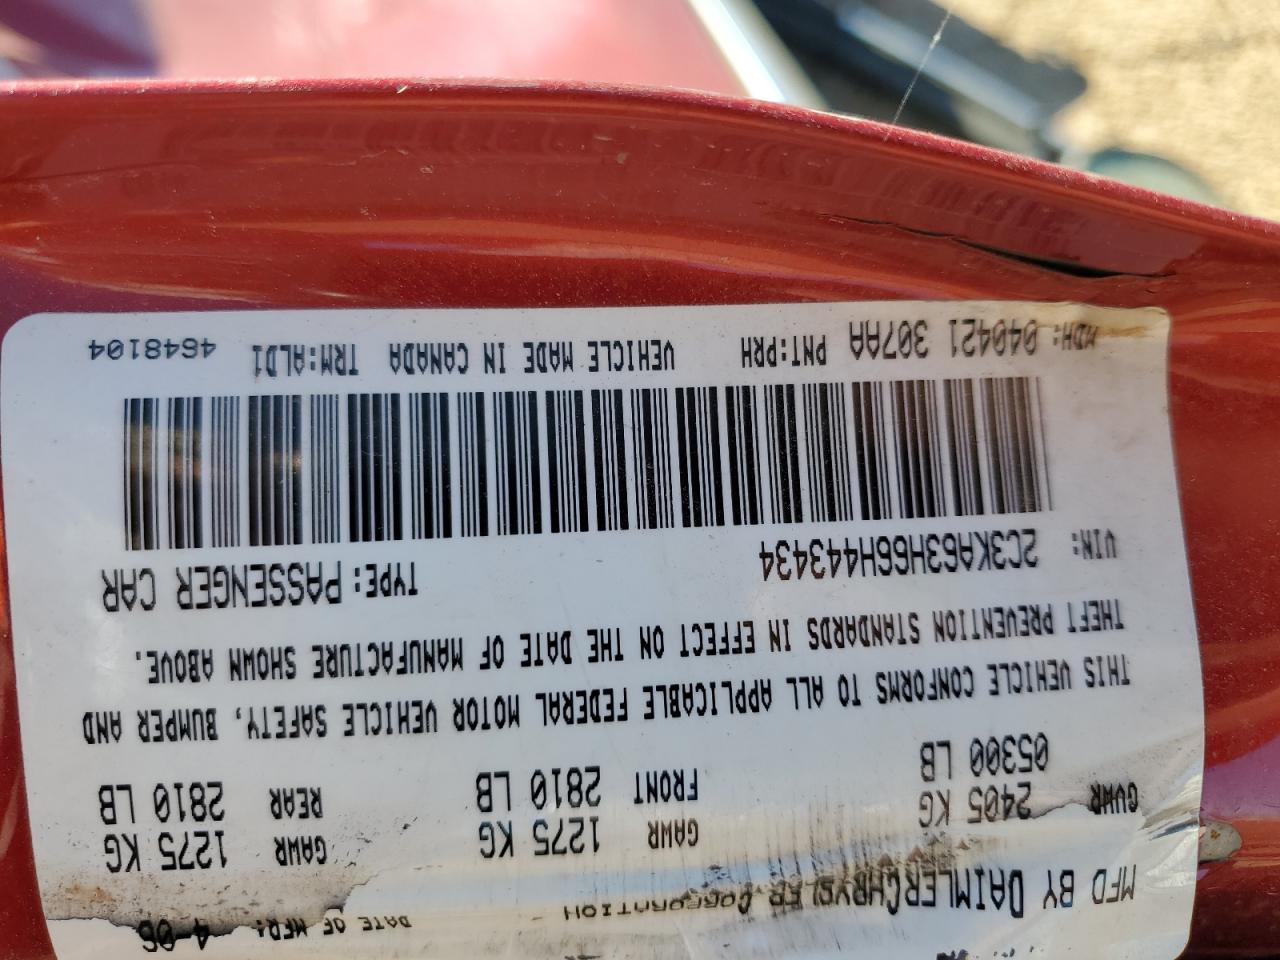 MFD BY DAIMLERCHRYSLER CORPORATION DATE OF MFR: 4-06
GVWR 2405 KG GAWR 1275 KG GAWR 1275 KG
05300 LB FRONT 2810 LB REAR 2810 LB
THIS VEHICLE CONFORMS TO ALL APPLICABLE FEDERAL MOTOR VEHICLE SAFETY, BUMPER AND
THEFT PREVENTION STANDARDS IN EFFECT ON THE DATE OF MANUFACTURE SHOWN ABOVE.
VIN: 2C3KA63H66H443434 TYPE: PASSENGER CAR
MDH: 040421 307AA PNT:PRH VEHICLE MADE IN CANADA TRM:ALD1 4648104